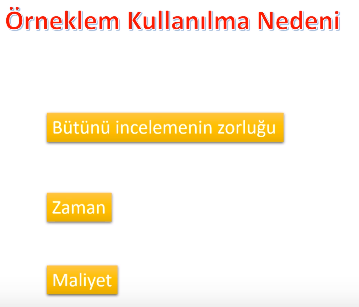 Örneklem Kullanılma Nedeni
Bütünü incelemenin zorluğu
Zaman
Maliyet